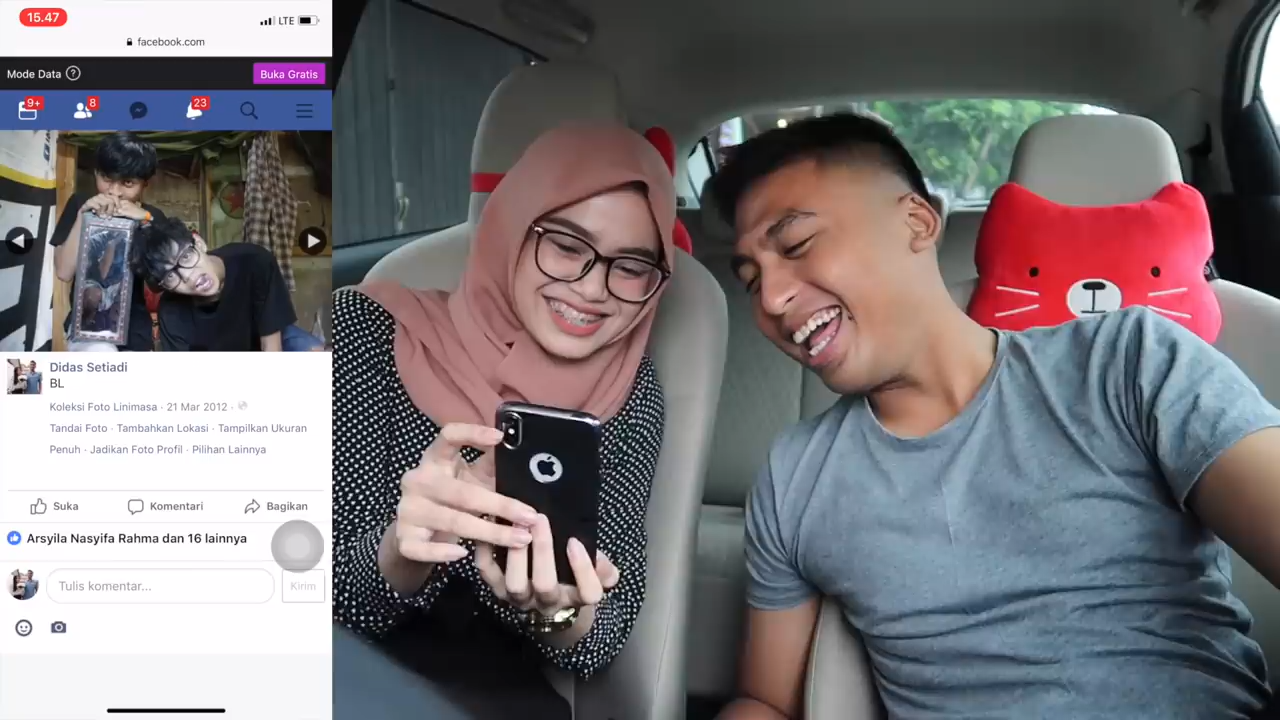 15.47
LTE
facebook.com
Mode Data ?
Buka Gratis
9+
8
23
Didas Setiadi
BL
Koleksi Foto Linimasa · 21 Mar 2012 ·
Tandai Foto · Tambahkan Lokasi · Tampilkan Ukuran
Penuh · Jadikan Foto Profil · Pilihan Lainnya
Suka
Komentari
Bagikan
Arsyila Nasyifa Rahma dan 16 lainnya
Tulis komentar...
Kirim